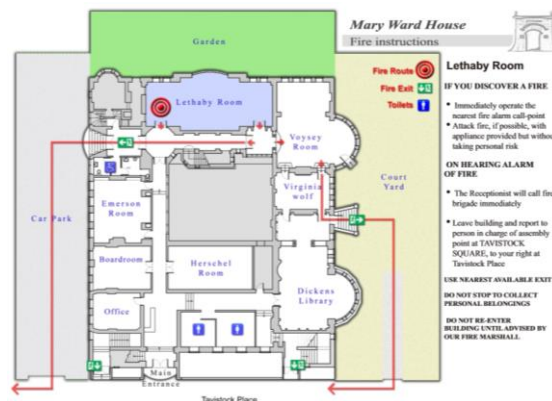 Mary Ward House
Fire instructions
Garden
Fire Route
Fire Exit
Toilets
Lethaby Room
Voysey
Room
Virginia
wolf
Court
Yard
Car Park
Emerson
Room
Boardroom
Herschel
Room
Dickens
Library
Office
Main
Entrance
Tavistock Place
Lethaby Room
IF YOU DISCOVER A FIRE
• Immediately operate the
nearest fire alarm call-point
• Attack fire, if possible, with
appliance provided but withou
taking personal risk
ON HEARING ALARM
OF FIRE
• The Receptionist will call fire
brigade immediately
• Leave building and report to
person in charge of assembly
point at TAVISTOCK
SQUARE, to your right at
Tavistock Place
USE NEAREST AVAILABLE EXIT
DO NOT STOP TO COLLECT
PERSONAL BELONGINGS
DO NOT RE-ENTER
BUILDING UNTIL ADVISED BY
OUR FIRE MARSHALL